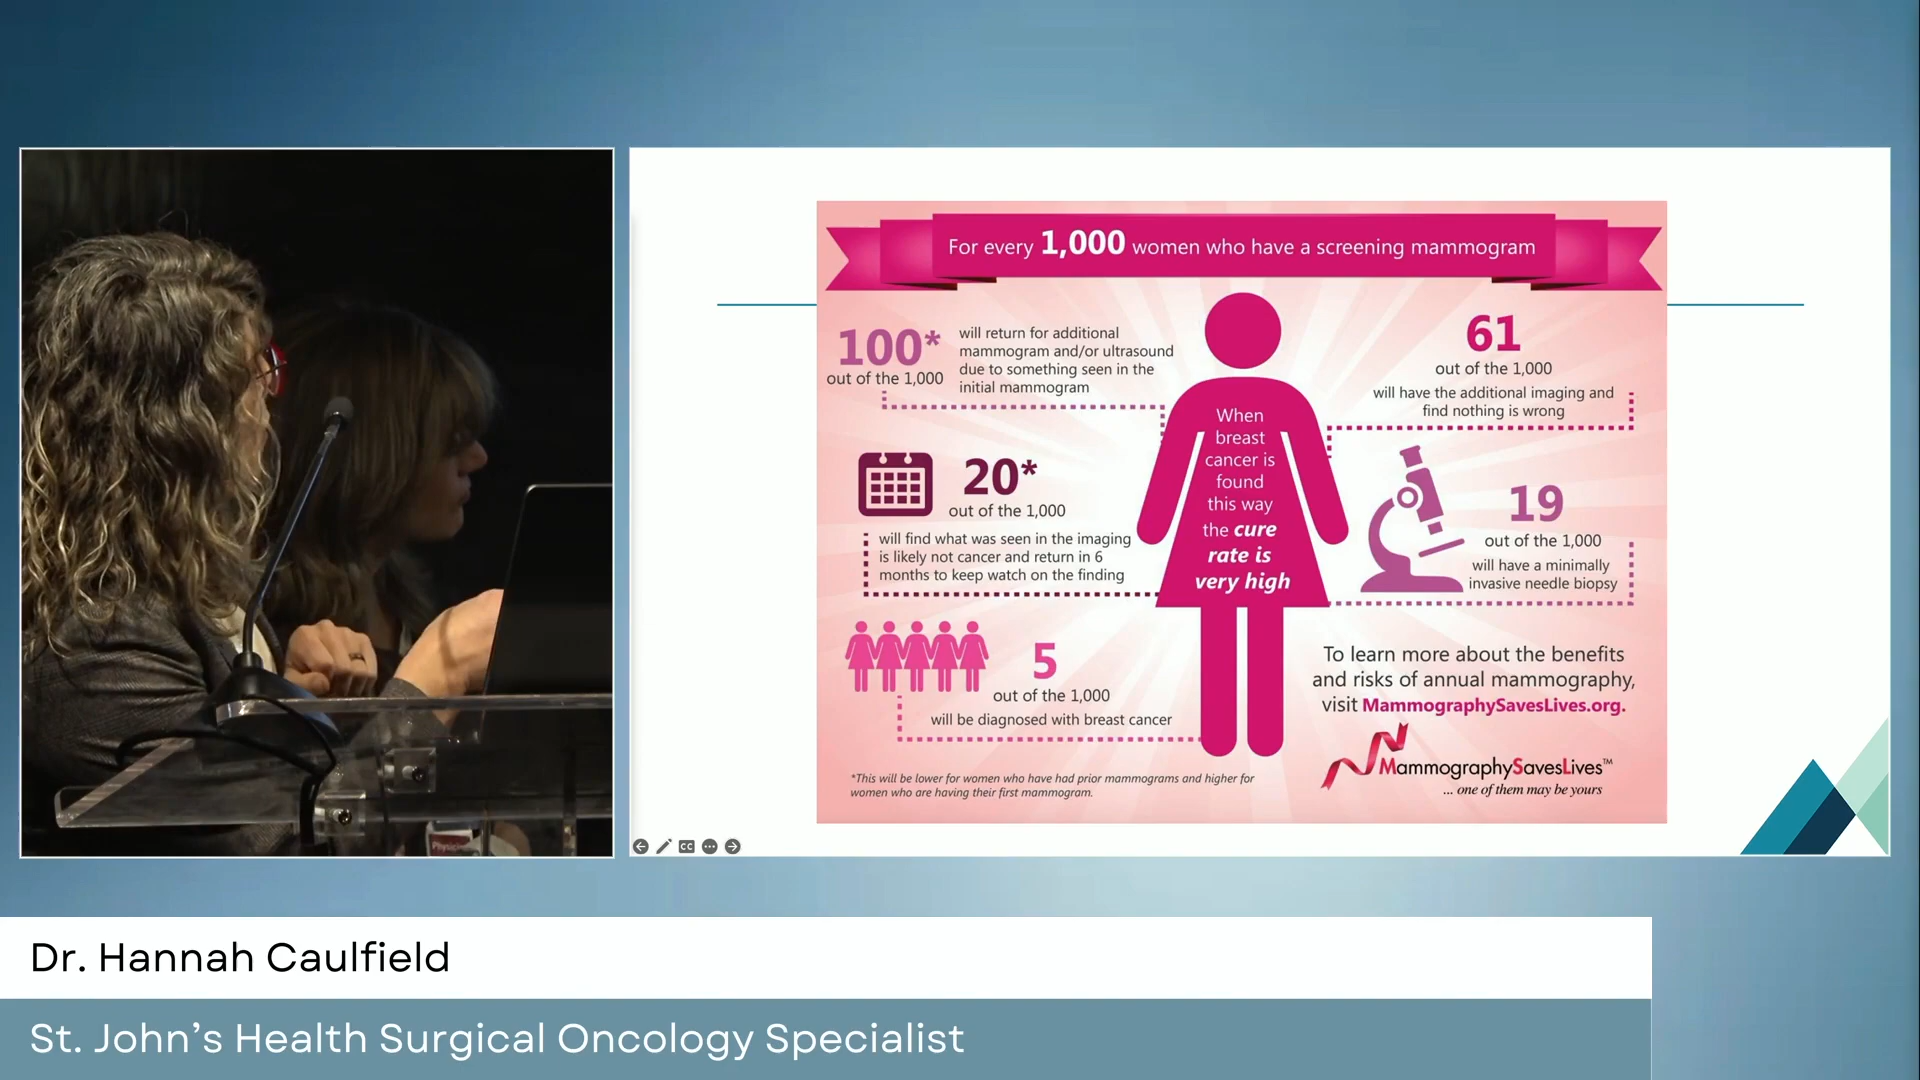 For every 1,000 women who have a screening mammogram
100*
out of the 1,000
will return for additional
mammogram and/or ultrasound
due to something seen in the
initial mammogram
61
out of the 1,000
will have the additional imaging and
find nothing is wrong
20*
out of the 1,000
will find what was seen in the imaging
is likely not cancer and return in 6
months to keep watch on the finding
When
breast
cancer is
found
this way
the cure
rate is
very high
19
out of the 1,000
will have a minimally
invasive needle biopsy
5
out of the 1,000
will be diagnosed with breast cancer
To learn more about the benefits
and risks of annual mammography,
visit MammographySavesLives.org.
MammographySavesLives™
... one of them may be yours
*This will be lower for women who have had prior mammograms and higher for
women who are having their first mammogram.
CC
Dr. Hannah Caulfield
St. John's Health Surgical Oncology Specialist